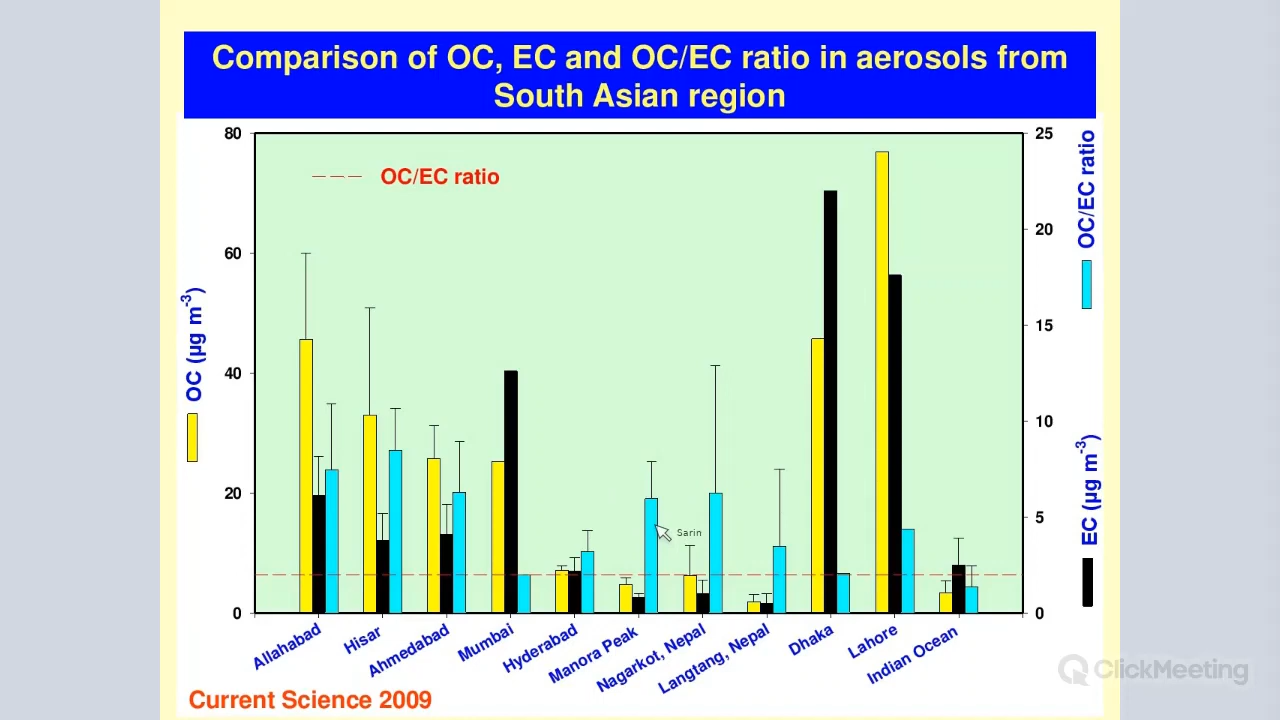 Comparison of OC, EC and OC/EC ratio in aerosols from
South Asian region
80
60
40
20
0
OC (µg m-3)
OC/EC ratio
25
20
15
10
5
0
OC/EC ratio
EC (µg m-3)
Sarin
Allahabad
Hisar
Ahmedabad
Mumbai
Hyderabad
Manora Peak
Nagarkot, Nepal
Langtang, Nepal
Dhaka
Lahore
Indian Ocean
Current Science 2009
ClickMeeting